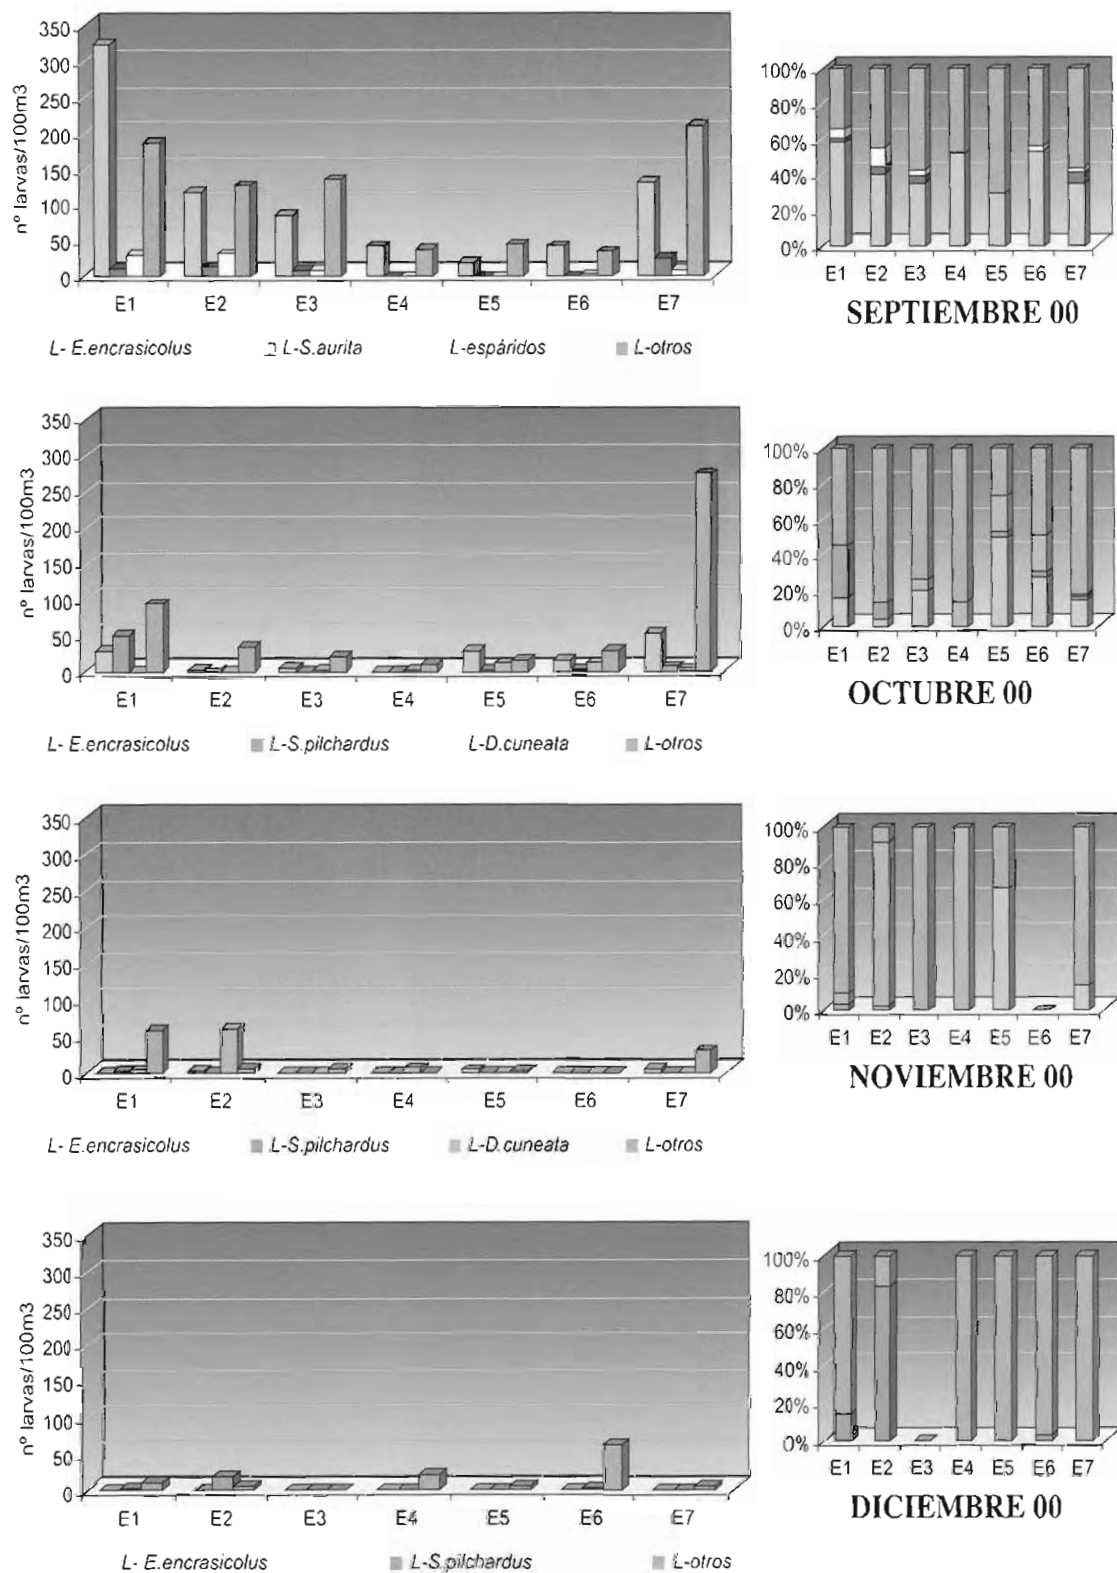 350
300
250
200
150
100
50
0
nº larvas/100m3
E1 E2 E3 E4 E5 E6 E7
L- E.encrasicolus L-S.aurita L-espáridos L-otros
100%
80%
60%
40%
20%
0%
E1 E2 E3 E4 E5 E6 E7
SEPTIEMBRE 00
350
300
250
200
150
100
50
0
nº larvas/100m3
E1 E2 E3 E4 E5 E6 E7
L- E.encrasicolus L-S.pilchardus L-D.cuneata L-otros
100%
80%
60%
40%
20%
0%
E1 E2 E3 E4 E5 E6 E7
OCTUBRE 00
350
300
250
200
150
100
50
0
nº larvas/100m3
E1 E2 E3 E4 E5 E6 E7
L- E.encrasicolus L-S.pilchardus L-D.cuneata L-otros
100%
80%
60%
40%
20%
0%
E1 E2 E3 E4 E5 E6 E7
NOVIEMBRE 00
350
300
250
200
150
100
50
0
nº larvas/100m3
E1 E2 E3 E4 E5 E6 E7
L- E.encrasicolus L-S.pilchardus L-otros
100%
80%
60%
40%
20%
0%
E1 E2 E3 E4 E5 E6 E7
DICIEMBRE 00